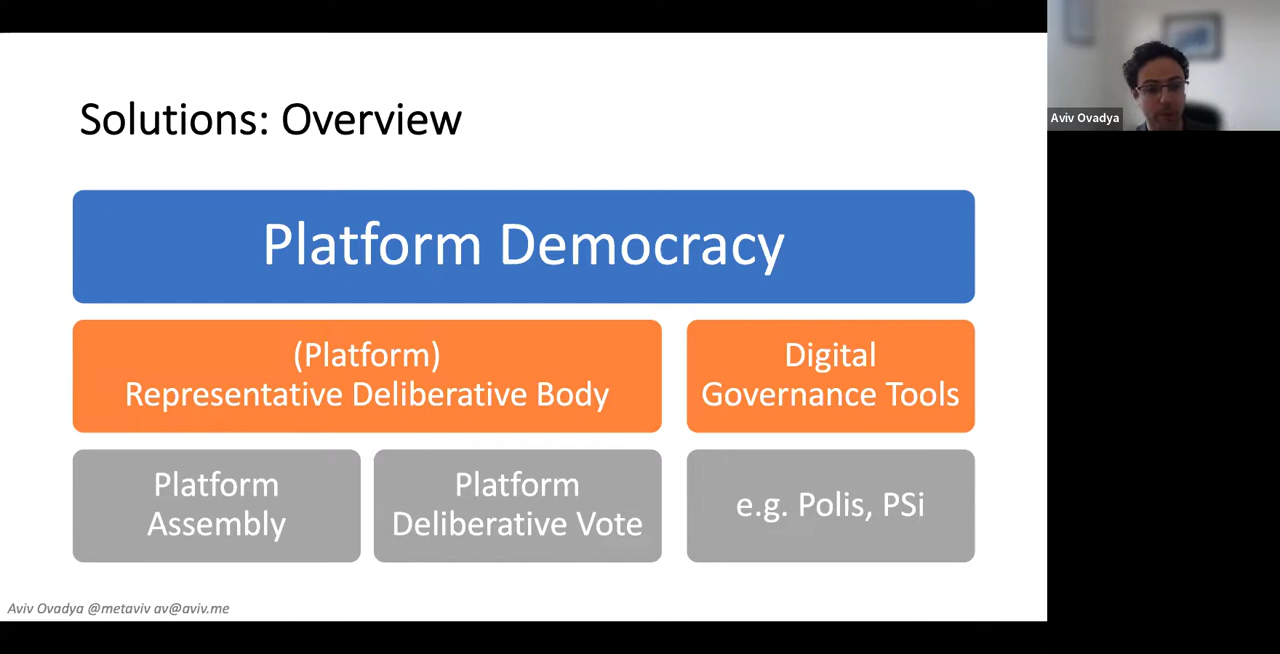 Solutions: Overview
Platform Democracy
(Platform)
Representative Deliberative Body
Digital
Governance Tools
Platform
Assembly
Platform
Deliberative Vote
e.g. Polis, PSi
Aviv Ovadya @metaviv av@aviv.me
Aviv Ovadya